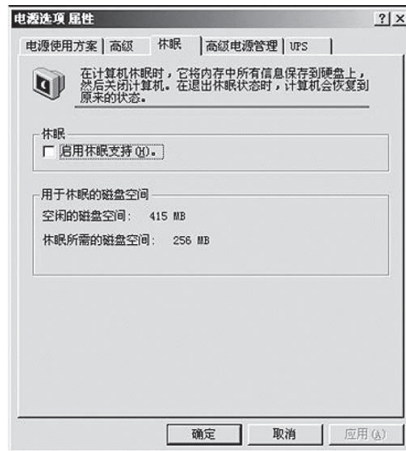 电源选项 属性
电源使用方案 高级 休眠 高级电源管理 UPS
在计算机休眠时，它将内存中所有信息保存到硬盘上，
然后关闭计算机。在退出休眠状态时，计算机会恢复到
原来的状态。
休眠
启用休眠支持(H)。
用于休眠的磁盘空间
空闲的磁盘空间: 415 MB
休眠所需的磁盘空间: 256 MB
确定 取消 应用(A)